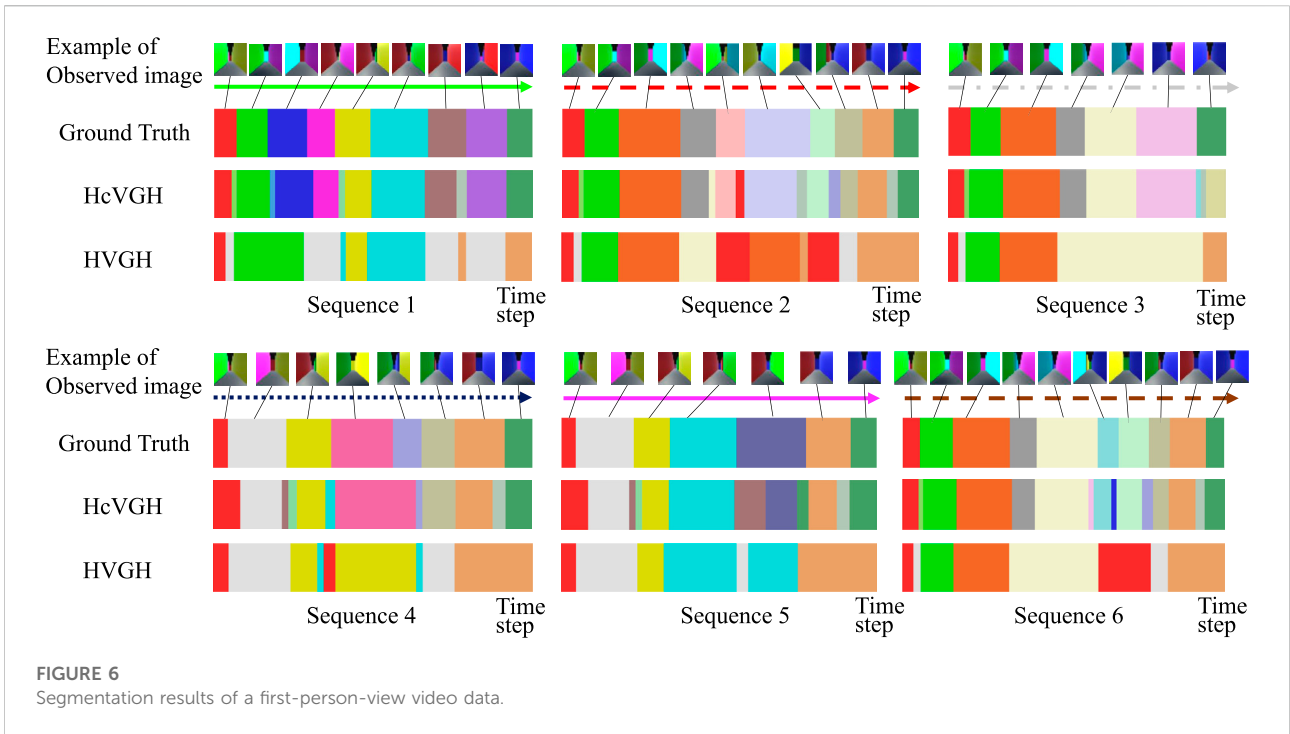 Example of
Observed image
Ground Truth
HcVGH
HVGH
Sequence 1
Time
step
Sequence 2
Time
step
Sequence 3
Time
step
Example of
Observed image
Ground Truth
HcVGH
HVGH
Sequence 4
Time
step
Sequence 5
Time
step
Sequence 6
Time
step
FIGURE 6
Segmentation results of a first-person-view video data.